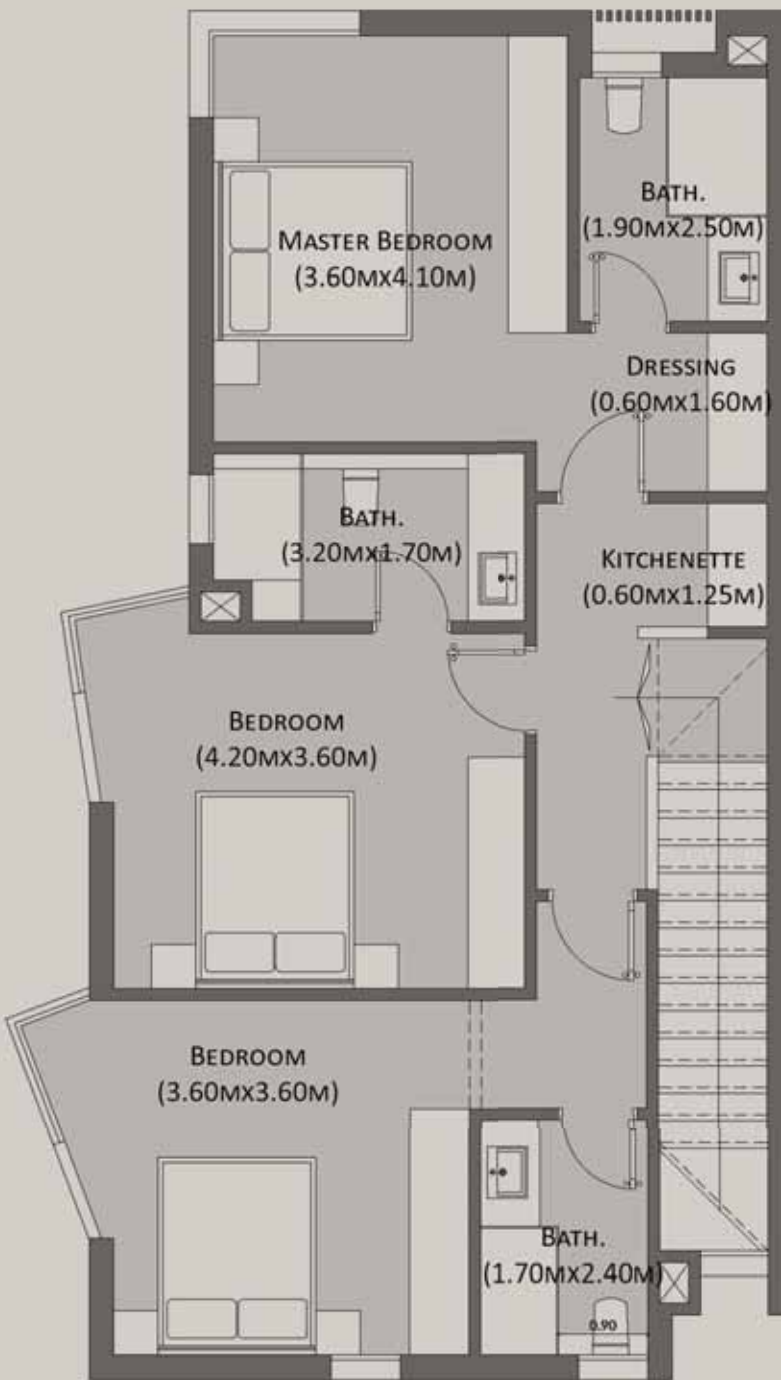 BATH.
(1.90MX2.50M)
MASTER BEDROOM
(3.60MX4.10M)
DRESSING
(0.60MX1.60M)
BATH.
(3.20MX1.70M)
KITCHENETTE
(0.60MX1.25M)
BEDROOM
(4.20MX3.60M)
BEDROOM
(3.60MX3.60M)
BATH.
(1.70MX2.40M)
0.90